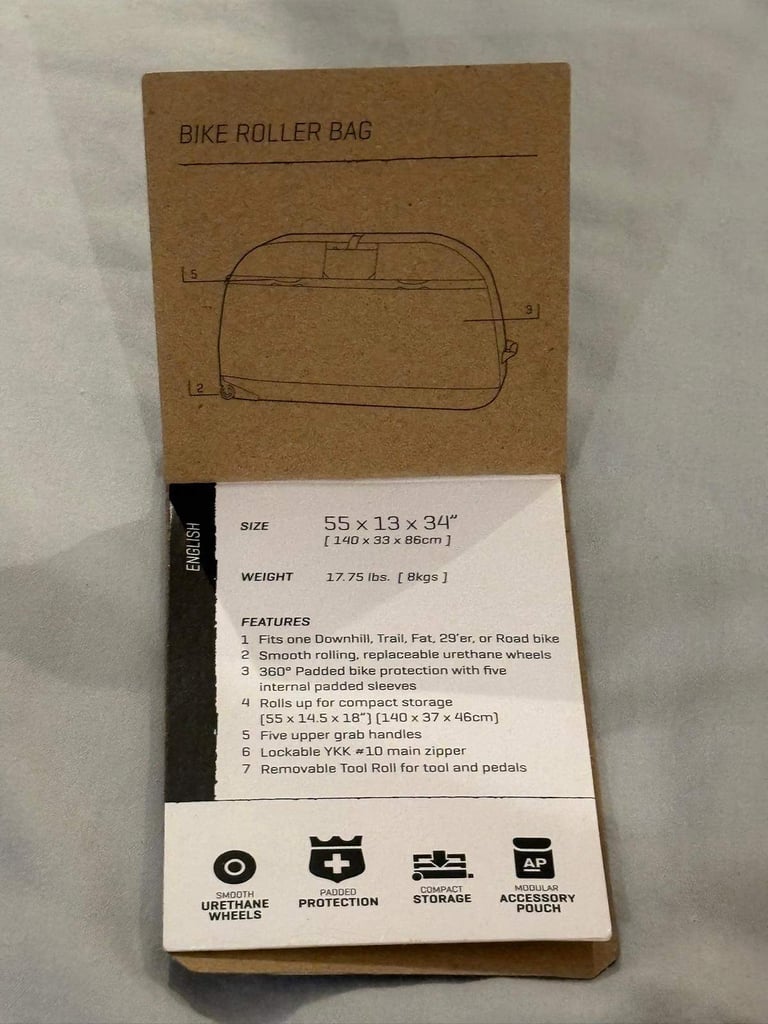 BIKE ROLLER BAG
5
3
2
ENGLISH
SIZE 55 x 13 x 34"
[ 140 x 33 x 86cm ]
WEIGHT 17.75 lbs. [ 8kgs ]
FEATURES
1 Fits one Downhill, Trail, Fat, 29'er, or Road bike
2 Smooth rolling, replaceable urethane wheels
3 360° Padded bike protection with five
internal padded sleeves
4 Rolls up for compact storage
[55 x 14.5 x 18"] [140 x 37 x 46cm]
5 Five upper grab handles
6 Lockable YKK #10 main zipper
7 Removable Tool Roll for tool and pedals
SMOOTH
URETHANE
WHEELS
PADDED
PROTECTION
COMPACT
STORAGE
AP
MODULAR
ACCESSORY
POUCH